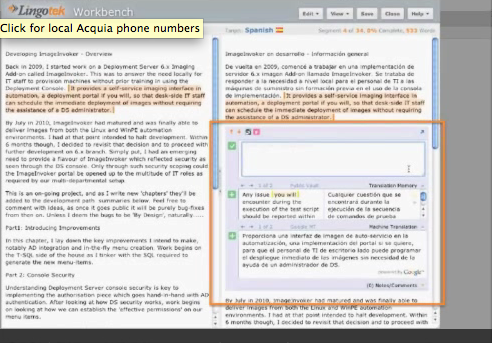 Lingotek Workbench
Edit View Save Close Help
Click for local Acquia phone numbers
Target: Spanish
Segment 4 of 34, 0% Complete, 533 Words
Developing ImageInvoker - Overview
Back in 2009, I started work on a Deployment Server 6.x Imaging
Add-on called ImageInvoker. This was to answer the need locally for
IT staff to provision machines without prior training in using the
Deployment Console. It provides a self-service imaging interface in
automation, a deployment portal if you will, so that desk-side IT staff
can schedule the immediate deployment of images without requiring
the assistance of a DS administrator.
By July in 2010, ImageInvoker had matured and was finally able to
deliver images from both the Linux and WinPE automation
environments. I had at that point intended to halt development. Within
6 months though, I decided to revisit that decision and to proceed with
further development on 6.x branch. Simply put, I had an emerging
need to provide a flavour of ImageInvoker which reflected security as
seen through the DS console. Only through such security scoping could
the ImageInvoker portal be opened up to the multitude of IT roles as
required by our multi-departmental setup.
This is an on-going project, and as I write new 'chapters' they'll be
added to the development path summaries below. Feel free to
comment with ideas, as once it goes public it will be purely bug-fixes
from then on. Unless I deem the bugs to be 'By Design', naturally.....
Part1: Introducing Improvements
In this chapter, I lay down the key improvements I intend to make,
notably AD integration and in-the-fly menu creation. Work begins on
the T-SQL side of the house as I tinker with the SQL required to
generate the new menu-items.
Part 2: Console Security
Understanding Deployment Server console security is key to
implementing the authorisation piece which goes hand-in-hand with AD
authentication. After looking at how DS security works, work begins
on looking at how we can establish the 'effective permissions' on our
menu items.
ImageInvoker en desarrollo - información general
De vuelta en 2009, comencé a trabajar en una implementación de
servidor 6.x imagen Add-on llamado ImageInvoker. Se trataba de
responder a la necesidad a nivel local para el personal de TI a las
máquinas de suministro sin formación previa en el uso de la consola
de implementación. It provides a self-service imaging interface in
automation, a deployment portal if you will, so that desk-side IT staff
can schedule the immediate deployment of images without requiring
the assistance of a DS administrator.
1 of 2 Public Vault Translation Memory
Any issue you will
encounter during the
execution of the test script
should be reported within
Cualquier cuestión que se
encontrará durante la
ejecución de la secuencia
de comandos de prueba
1 of 2 Google MT Machine Translation
Proporciona una interfaz de imagen de auto-servicio en la
automatización, una implementación del portal si se quiere,
para que el personal de TI de escritorio lado puede programar
el despliegue inmediato de las imágenes sin necesidad de la
ayuda de un administrador de DS.
powered by Google
(0) Notes/Comments
By July in 2010, ImageInvoker had matured and was finally able to
deliver images from both the Linux and WinPE automation
environments. I had at that point intended to halt development. Within
6 months though, I decided to revisit that decision and to proceed with